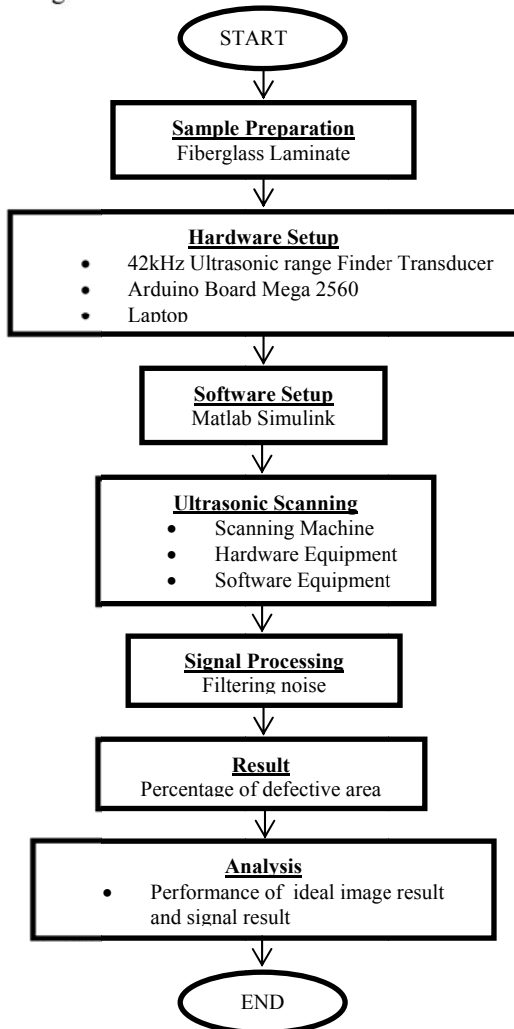 START
Sample Preparation
Fiberglass Laminate
Hardware Setup
• 42kHz Ultrasonic range Finder Transducer
• Arduino Board Mega 2560
• Laptop
Software Setup
Matlab Simulink
Ultrasonic Scanning
• Scanning Machine
• Hardware Equipment
• Software Equipment
Signal Processing
Filtering noise
Result
Percentage of defective area
Analysis
• Performance of ideal image result
and signal result
END